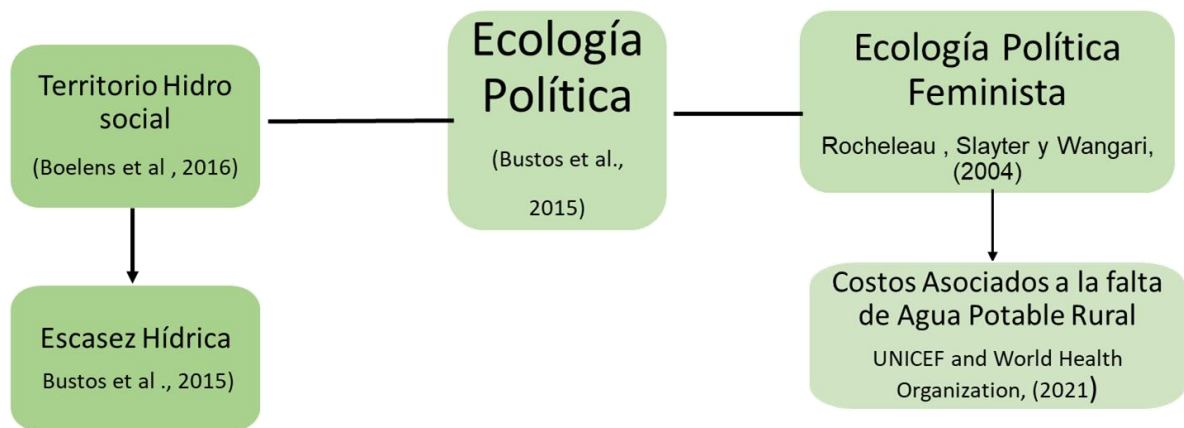 Territorio Hidro
social
(Boelens et al , 2016)
Escasez Hídrica
Bustos et al ., 2015)
Ecología
Política
(Bustos et al.,
2015)
Ecología Política
Feminista
Rocheleau , Slayter y Wangari,
(2004)
Costos Asociados a la falta
de Agua Potable Rural
UNICEF and World Health
Organization, (2021)